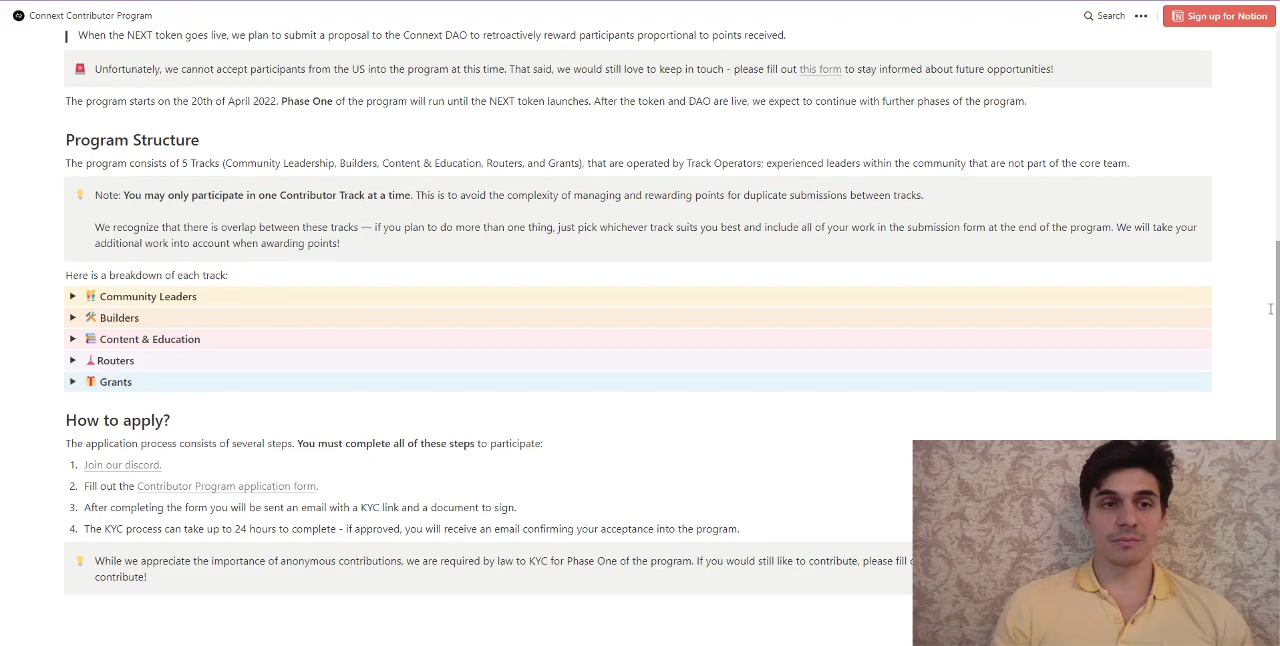 Connext Contributor Program
Search
Sign up for Notion
When the NEXT token goes live, we plan to submit a proposal to the Connext DAO to retroactively reward participants proportional to points received.
Unfortunately, we cannot accept participants from the US into the program at this time. That said, we would still love to keep in touch - please fill out this form to stay informed about future opportunities!
The program starts on the 20th of April 2022. Phase One of the program will run until the NEXT token launches. After the token and DAO are live, we expect to continue with further phases of the program.
Program Structure
The program consists of 5 Tracks (Community Leadership, Builders, Content & Education, Routers, and Grants), that are operated by Track Operators; experienced leaders within the community that are not part of the core team.
Note: You may only participate in one Contributor Track at a time. This is to avoid the complexity of managing and rewarding points for duplicate submissions between tracks.
We recognize that there is overlap between these tracks — if you plan to do more than one thing, just pick whichever track suits you best and include all of your work in the submission form at the end of the program. We will take your
additional work into account when awarding points!
Here is a breakdown of each track:
Community Leaders
Builders
Content & Education
Routers
Grants
How to apply?
The application process consists of several steps. You must complete all of these steps to participate:
1. Join our discord.
2. Fill out the Contributor Program application form.
3. After completing the form you will be sent an email with a KYC link and a document to sign.
4. The KYC process can take up to 24 hours to complete - if approved, you will receive an email confirming your acceptance into the program.
While we appreciate the importance of anonymous contributions, we are required by law to KYC for Phase One of the program. If you would still like to contribute, please fill
contribute!